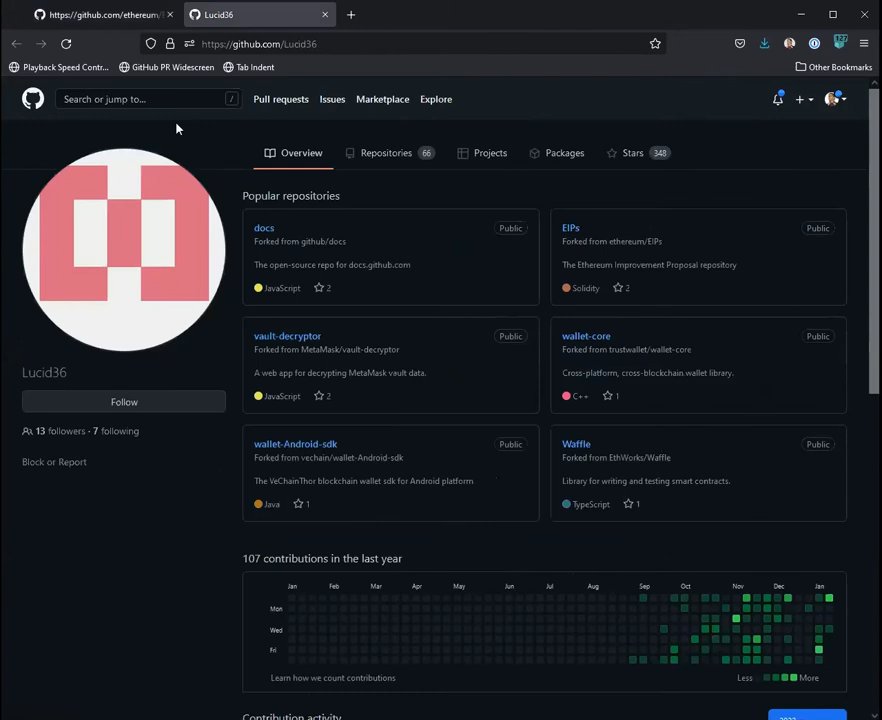 https://github.com/ethereum/
Lucid36
https://github.com/Lucid36
127
Playback Speed Contr...
GitHub PR Widescreen
Tab Indent
Other Bookmarks
Search or jump to...
/
Pull requests
Issues
Marketplace
Explore
Overview
Repositories 66
Projects
Packages
Stars 348
Popular repositories
docs
Public
Forked from github/docs
The open-source repo for docs.github.com
JavaScript 2
EIPs
Public
Forked from ethereum/EIPs
The Ethereum Improvement Proposal repository
Solidity 2
vault-decryptor
Public
Forked from MetaMask/vault-decryptor
A web app for decrypting MetaMask vault data.
JavaScript 2
wallet-core
Public
Forked from trustwallet/wallet-core
Cross-platform, cross-blockchain wallet library.
C++ 1
Lucid36
Follow
13 followers · 7 following
Block or Report
wallet-Android-sdk
Public
Forked from vechain/wallet-Android-sdk
The VeChainThor blockchain wallet sdk for Android platform
Java 1
Waffle
Public
Forked from EthWorks/Waffle
Library for writing and testing smart contracts.
TypeScript 1
107 contributions in the last year
Jan Feb Mar Apr May Jun Jul Aug Sep Oct Nov Dec Jan
Mon
Wed
Fri
Learn how we count contributions
Less More
Contribution activity
2022